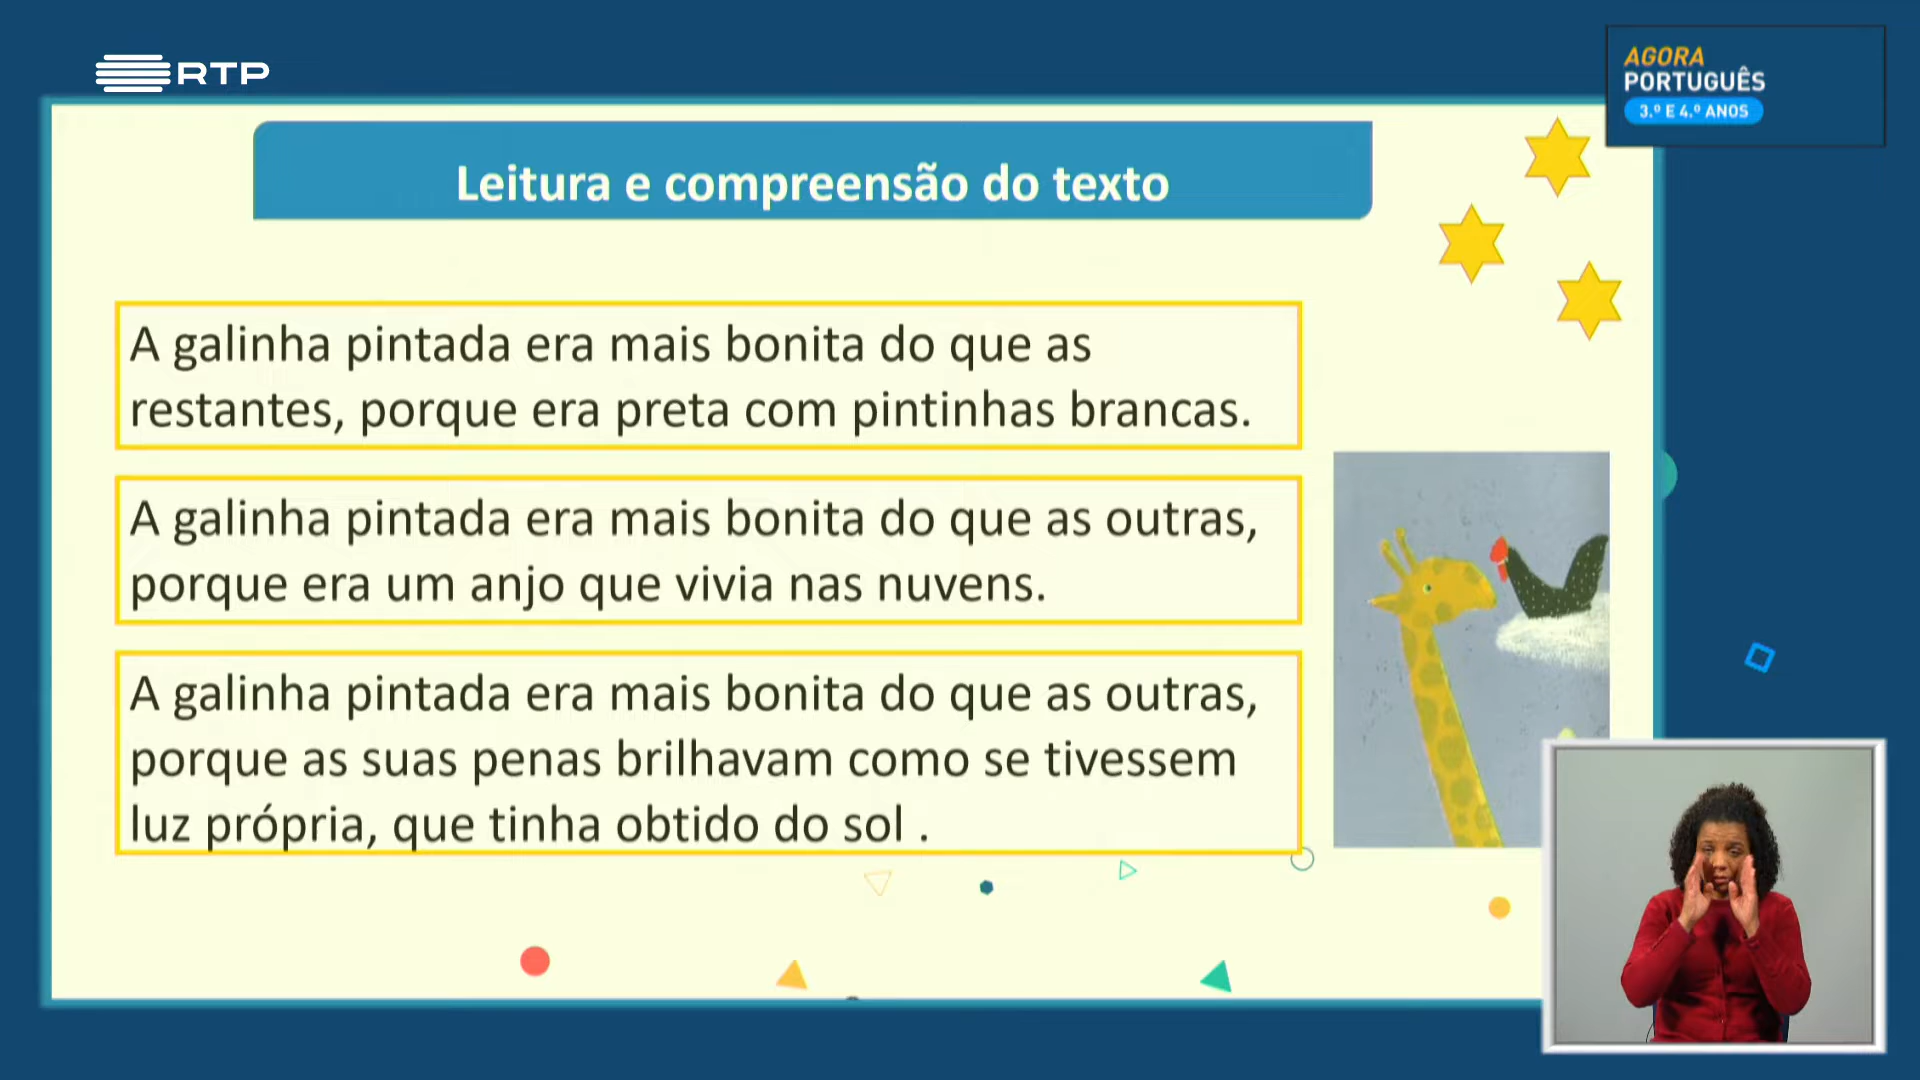 RTP
AGORA
PORTUGUÊS
3.º E 4.º ANOS
Leitura e compreensão do texto
A galinha pintada era mais bonita do que as
restantes, porque era preta com pintinhas brancas.
A galinha pintada era mais bonita do que as outras,
porque era um anjo que vivia nas nuvens.
A galinha pintada era mais bonita do que as outras,
porque as suas penas brilhavam como se tivessem
luz própria, que tinha obtido do sol .